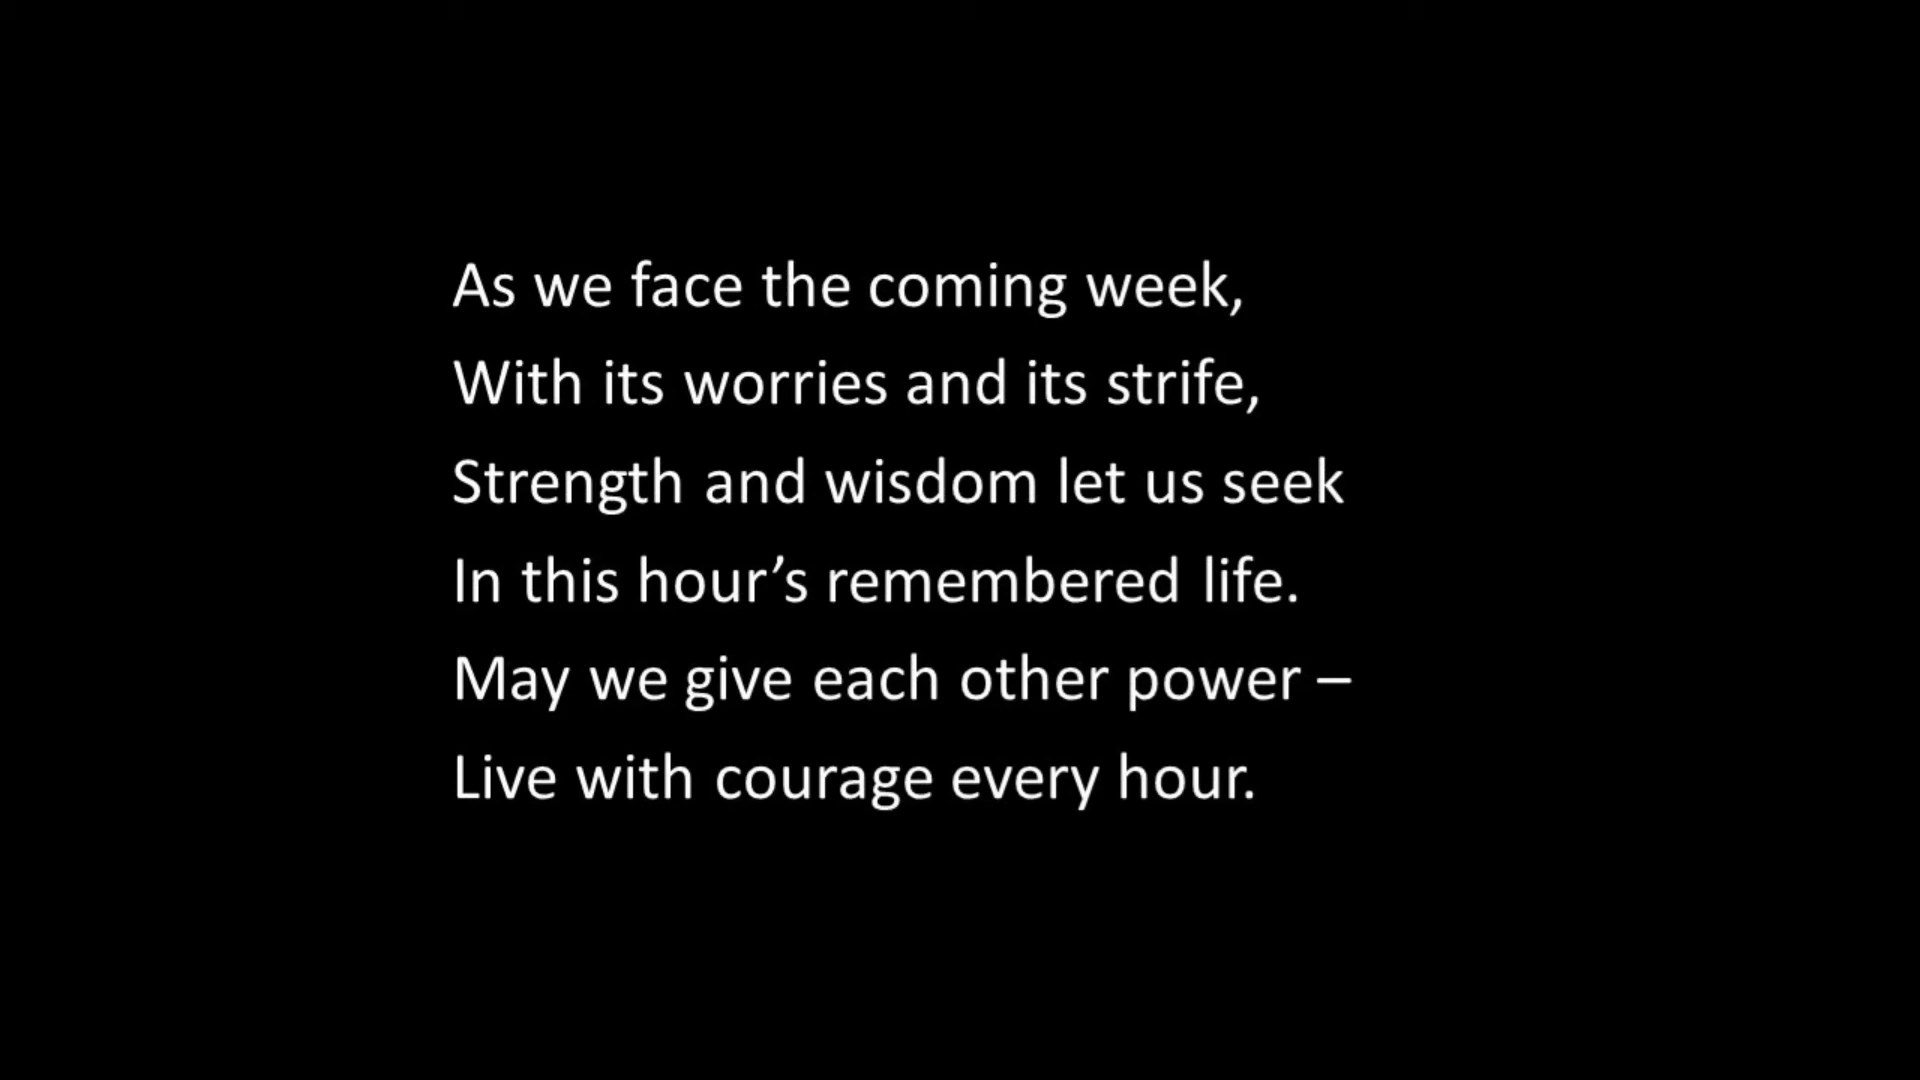 As we face the coming week,
With its worries and its strife,
Strength and wisdom let us seek
In this hour’s remembered life.
May we give each other power –
Live with courage every hour.